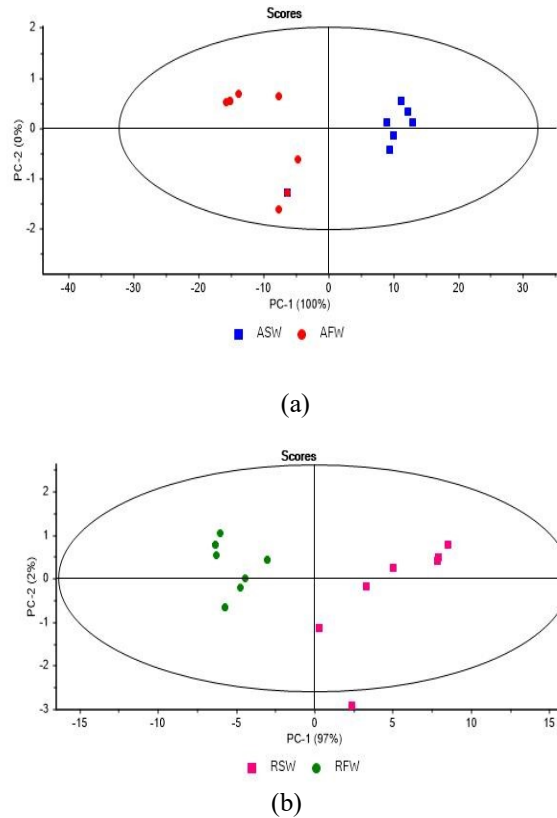 Scores
2
1
0
-1
-2
PC-2 (0%)
-40 -30 -20 -10 0 10 20 30
PC-1 (100%)
ASW AFW
(a)
Scores
2
1
0
-1
-2
-3
PC-2 (2%)
-15 -10 -5 0 5 10 15
PC-1 (97%)
RSW RFW
(b)